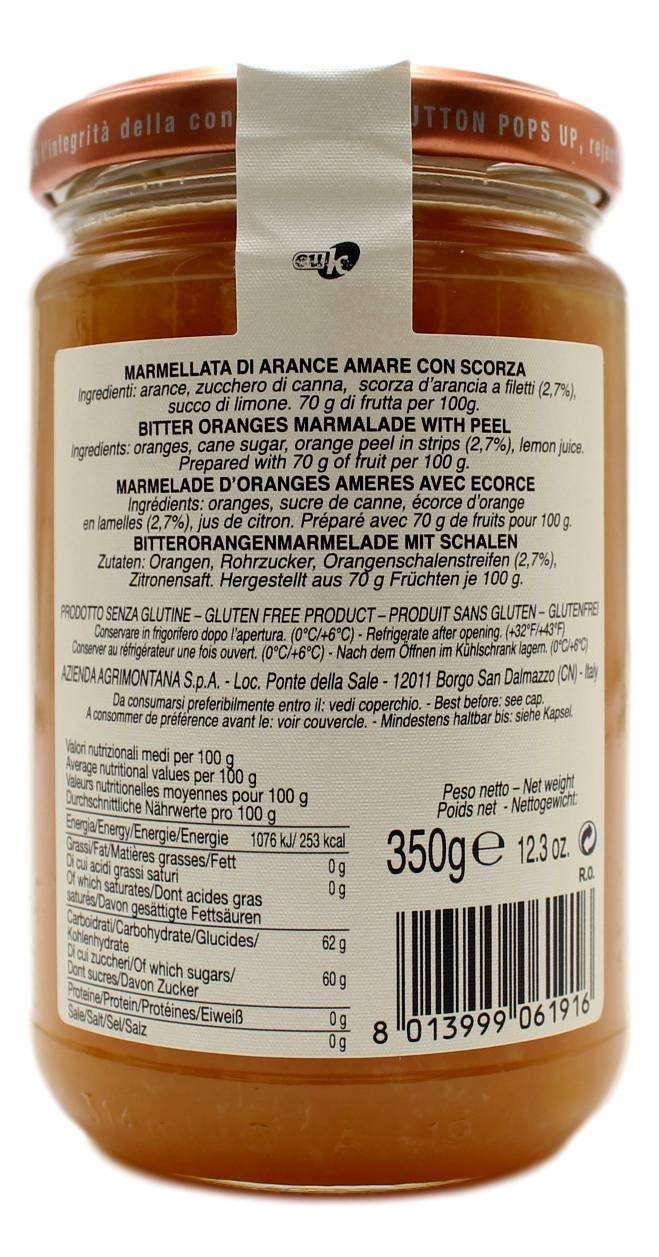 l'integrità della con
UTTON POPS UP, reje
MARMELLATA DI ARANCE AMARE CON SCORZA
Ingredienti: arance, zucchero di canna, scorza d'arancia a filetti (2,7%),
succo di limone. 70 g di frutta per 100g.
BITTER ORANGES MARMALADE WITH PEEL
Ingredients: oranges, cane sugar, orange peel in strips (2,7%), lemon juice.
Prepared with 70 g of fruit per 100 g.
MARMELADE D'ORANGES AMERES AVEC ECORCE
Ingrédients: oranges, sucre de canne, écorce d'orange
en lamelles (2,7%), jus de citron. Préparé avec 70 g de fruits pour 100 g.
BITTERORANGENMARMELADE MIT SCHALEN
Zutaten: Orangen, Rohrzucker, Orangenschalenstreifen (2,7%),
Zitronensaft. Hergestellt aus 70 g Früchten je 100 g.
PRODOTTO SENZA GLUTINE – GLUTEN FREE PRODUCT – PRODUIT SANS GLUTEN – GLUTENFREI
Conservare in frigorifero dopo l'apertura. (0°C/+6°C) - Refrigerate after opening. (+32°F/+43°F)
Conserver au réfrigérateur une fois ouvert. (0°C/+6°C) - Nach dem Öffnen im Kühlschrank lagern. (0°C/+6°C)
AZIENDA AGRIMONTANA S.p.A. - Loc. Ponte della Sale - 12011 Borgo San Dalmazzo (CN) - Italy
Da consumarsi preferibilmente entro il: vedi coperchio. - Best before: see cap.
A consommer de préférence avant le: voir couvercle. - Mindestens haltbar bis: siehe Kapsel.
Valori nutrizionali medi per 100 g
Average nutritional values per 100 g
Valeurs nutritionelles moyennes pour 100 g
Durchschnittliche Nährwerte pro 100 g
Energia/Energy/Energie/Energie 1076 kJ/ 253 kcal
Grassi/Fat/Matières grasses/Fett 0 g
Di cui acidi grassi saturi 0 g
Of which saturates/Dont acides gras
saturés/Davon gesättigte Fettsäuren
Carboidrati/Carbohydrate/Glucides/ 62 g
Kohlenhydrate
Di cui zuccheri/Of which sugars/ 60 g
Dont sucres/Davon Zucker
Proteine/Protein/Protéines/Eiweiß 0 g
Sale/Salt/Sel/Salz 0 g
Peso netto – Net weight
Poids net - Nettogewicht:
350g e 12.3 oz.
R.O.
8 013999 061916